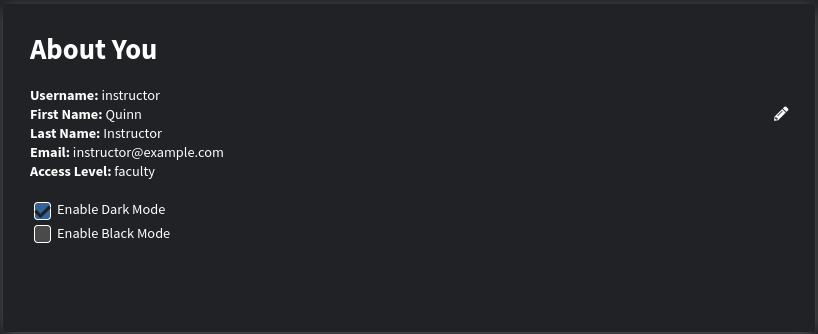 About You
Username: instructor
First Name: Quinn
Last Name: Instructor
Email: instructor@example.com
Access Level: faculty
Enable Dark Mode
Enable Black Mode